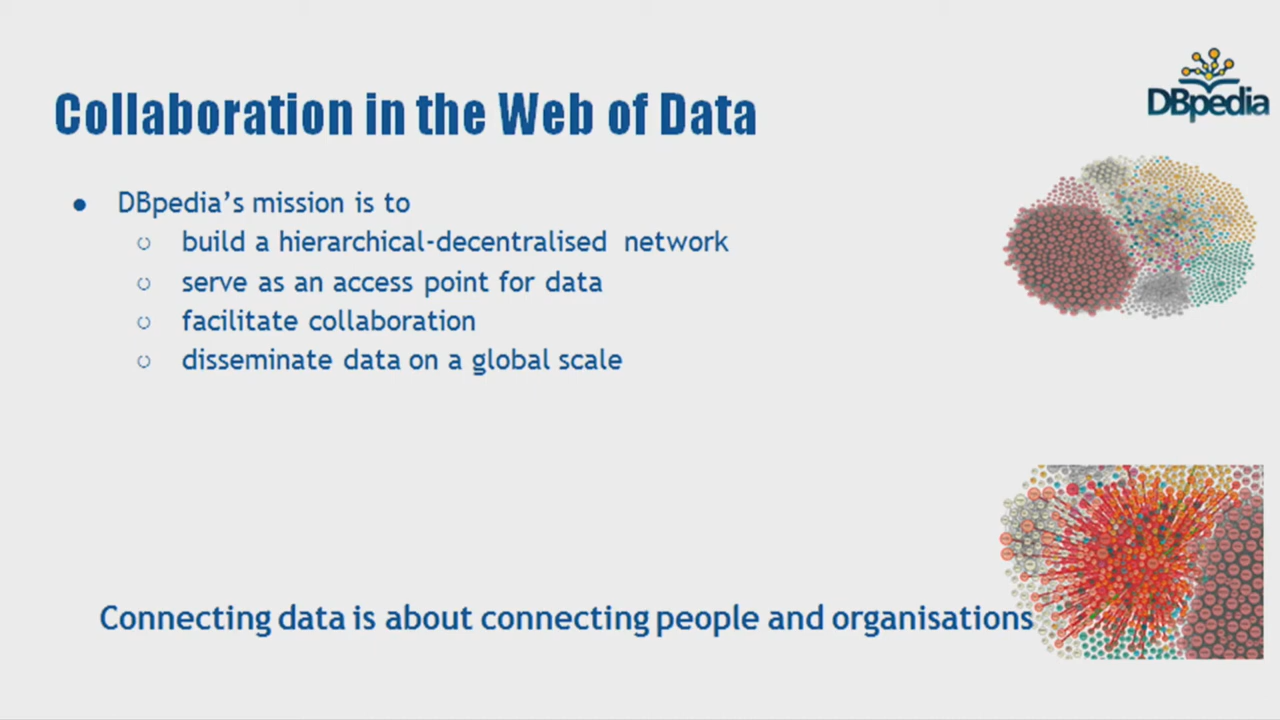 DBpedia
Collaboration in the Web of Data
● DBpedia's mission is to
○ build a hierarchical-decentralised network
○ serve as an access point for data
○ facilitate collaboration
○ disseminate data on a global scale
Connecting data is about connecting people and organisations